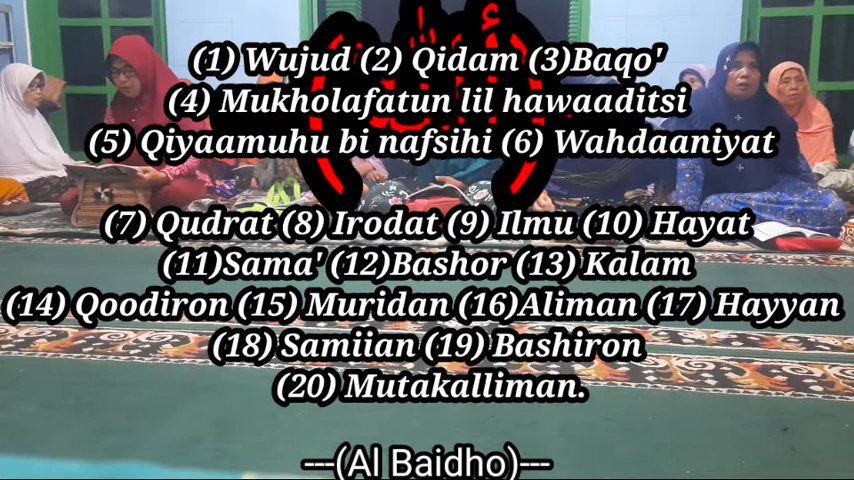 الله
(1) Wujud (2) Qidam (3)Baqo'
(4) Mukholafatun lil hawaaditsi
(5) Qiyaamuhu bi nafsihi (6) Wahdaaniyat
(7) Qudrat (8) Irodat (9) Ilmu (10) Hayat
(11)Sama' (12)Bashor (13) Kalam
(14) Qoodiron (15) Muridan (16)Aliman (17) Hayyan
(18) Samiian (19) Bashiron
(20) Mutakalliman.
---(Al Baidho)---